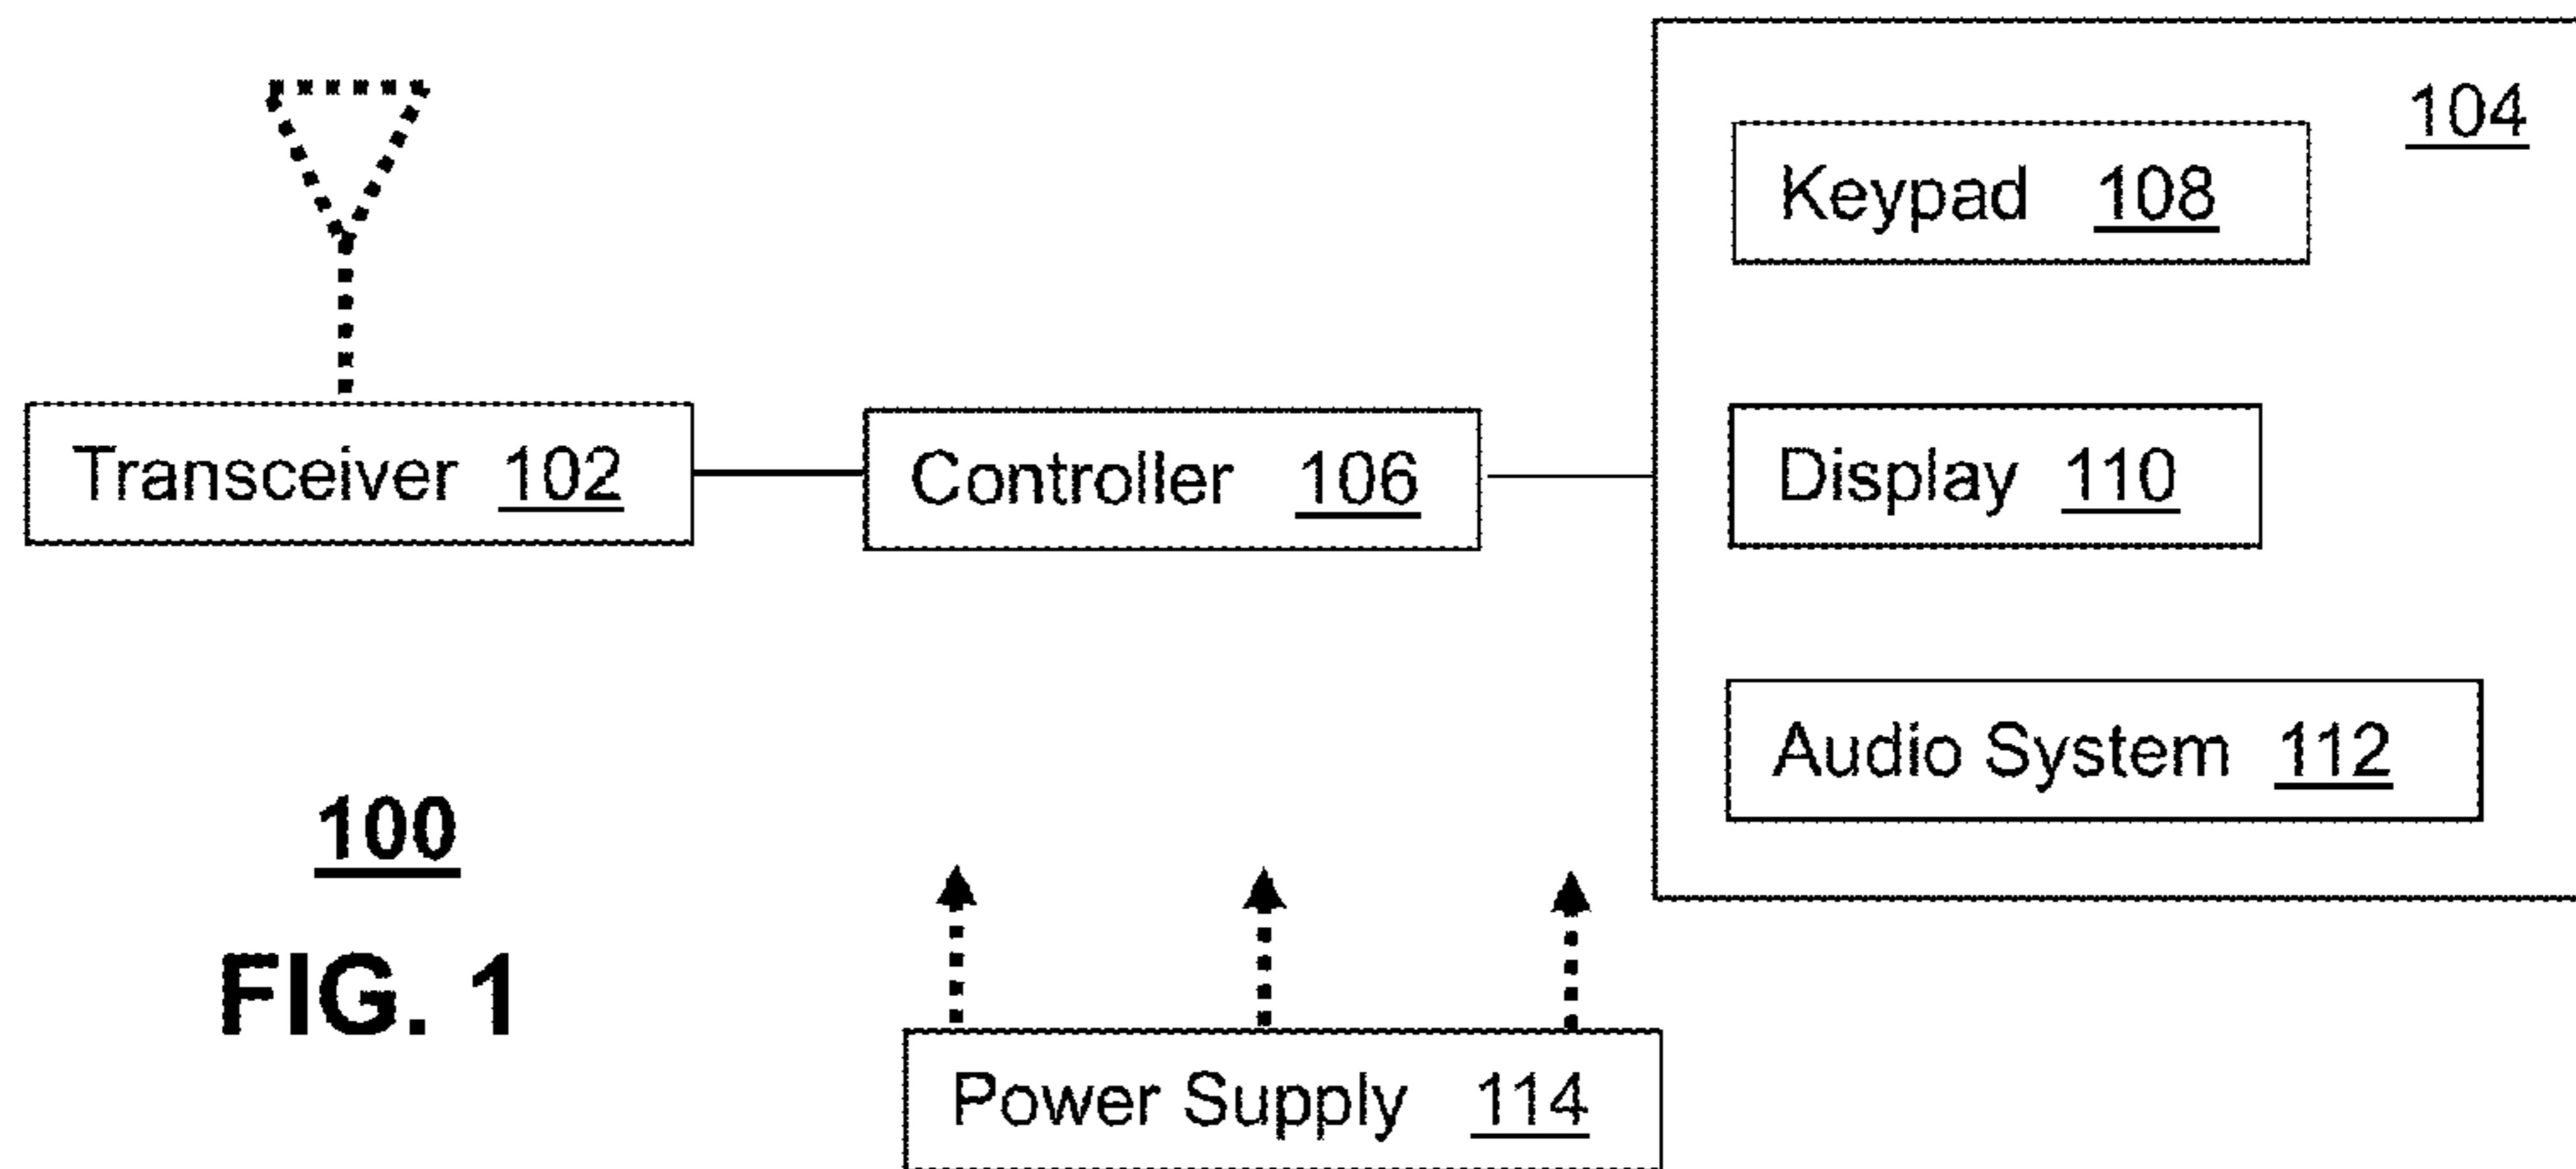 104
Keypad 108
Transceiver 102
Controller 106
Display 110
Audio System 112
100
FIG. 1
Power Supply 114